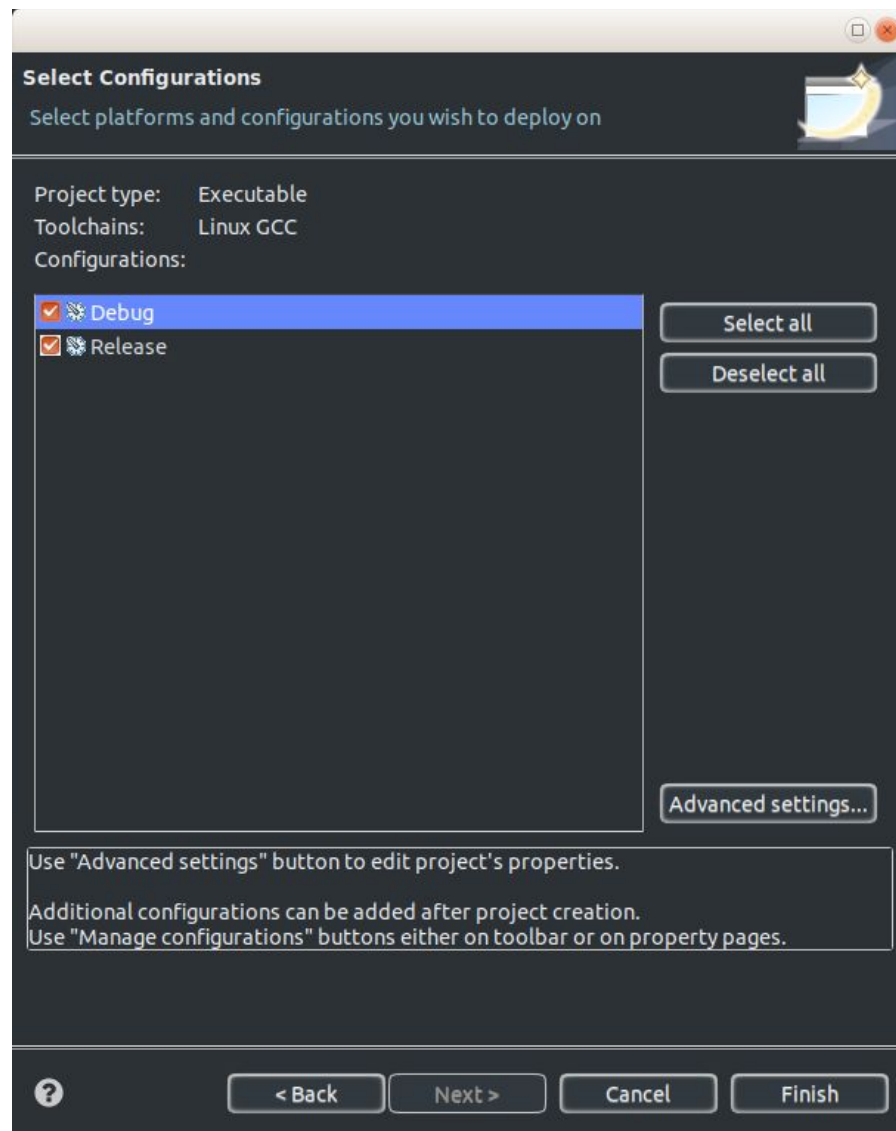 Select Configurations
Select platforms and configurations you wish to deploy on
Project type: Executable
Toolchains: Linux GCC
Configurations:
Debug
Release
Select all
Deselect all
Advanced settings...
Use "Advanced settings" button to edit project's properties.
Additional configurations can be added after project creation.
Use "Manage configurations" buttons either on toolbar or on property pages.
? < Back Next > Cancel Finish